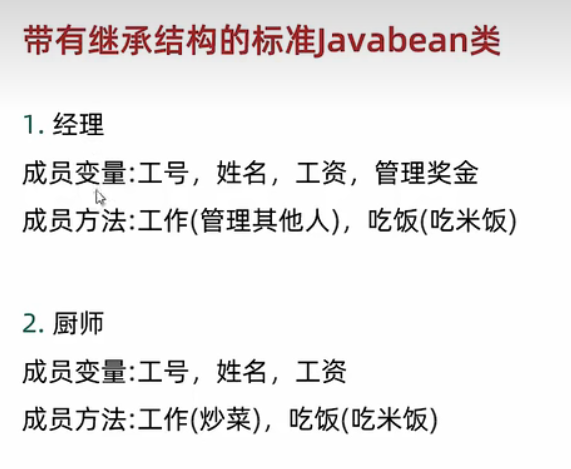 带有继承结构的标准Javabean类
1. 经理
成员变量:工号，姓名，工资，管理奖金
成员方法:工作(管理其他人)，吃饭(吃米饭)
2. 厨师
成员变量:工号，姓名，工资
成员方法:工作(炒菜)，吃饭(吃米饭)